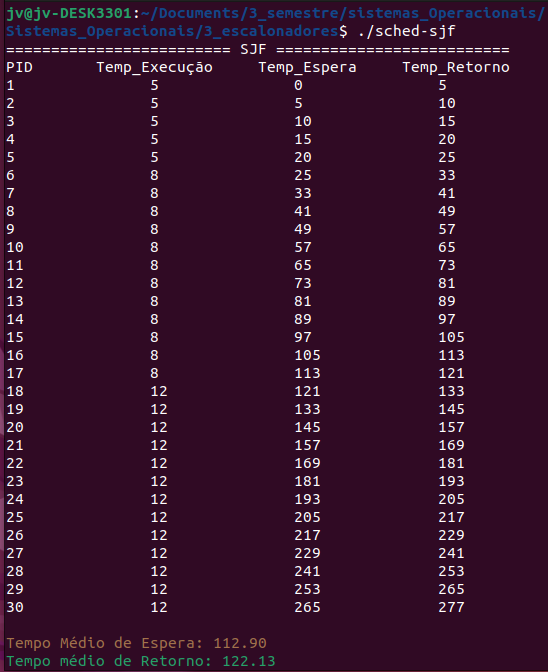 jv@jv-DESK3301:~/Documents/3_semestre/sistemas_Operacionais/
Sistemas_Operacionais/3_escalonadores$ ./sched-sjf
========================= SJF ==========================
PID Temp_Execução Temp_Espera Temp_Retorno
1 5 0 5
2 5 5 10
3 5 10 15
4 5 15 20
5 5 20 25
6 8 25 33
7 8 33 41
8 8 41 49
9 8 49 57
10 8 57 65
11 8 65 73
12 8 73 81
13 8 81 89
14 8 89 97
15 8 97 105
16 8 105 113
17 8 113 121
18 12 121 133
19 12 133 145
20 12 145 157
21 12 157 169
22 12 169 181
23 12 181 193
24 12 193 205
25 12 205 217
26 12 217 229
27 12 229 241
28 12 241 253
29 12 253 265
30 12 265 277
Tempo Médio de Espera: 112.90
Tempo médio de Retorno: 122.13